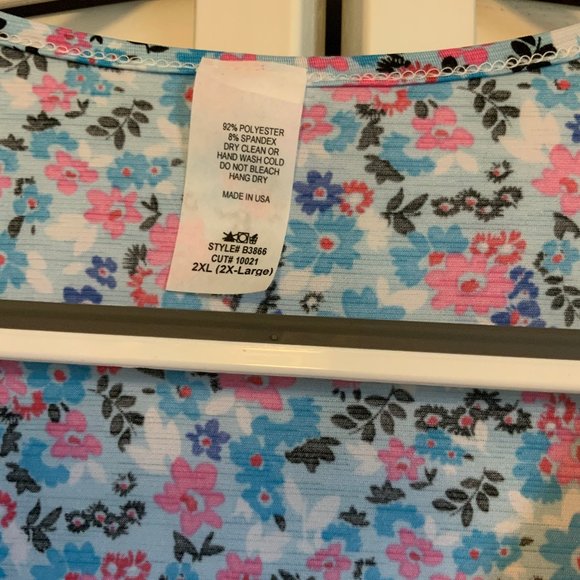 92% POLYESTER
8% SPANDEX
DRY CLEAN OR
HAND WASH COLD
DO NOT BLEACH
HANG DRY
MADE IN USA
STYLE# B3866
CUT# 10021
2XL (2X-Large)